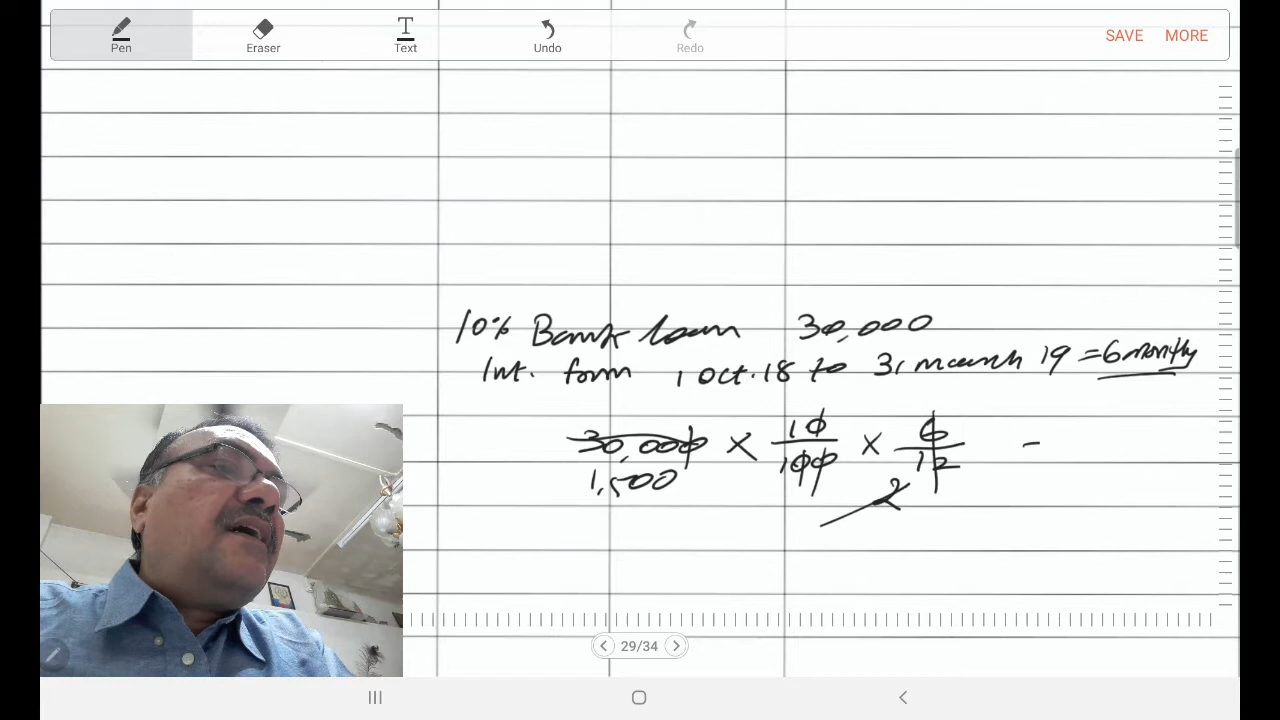 Pen Eraser Text Undo Redo SAVE MORE
10% Bank loan 30,000
Int. form 1 Oct. 18 to 31 march 19 = 6 monthy
30,000 × 10/100 × 6/12 =
1,500 2
29/34